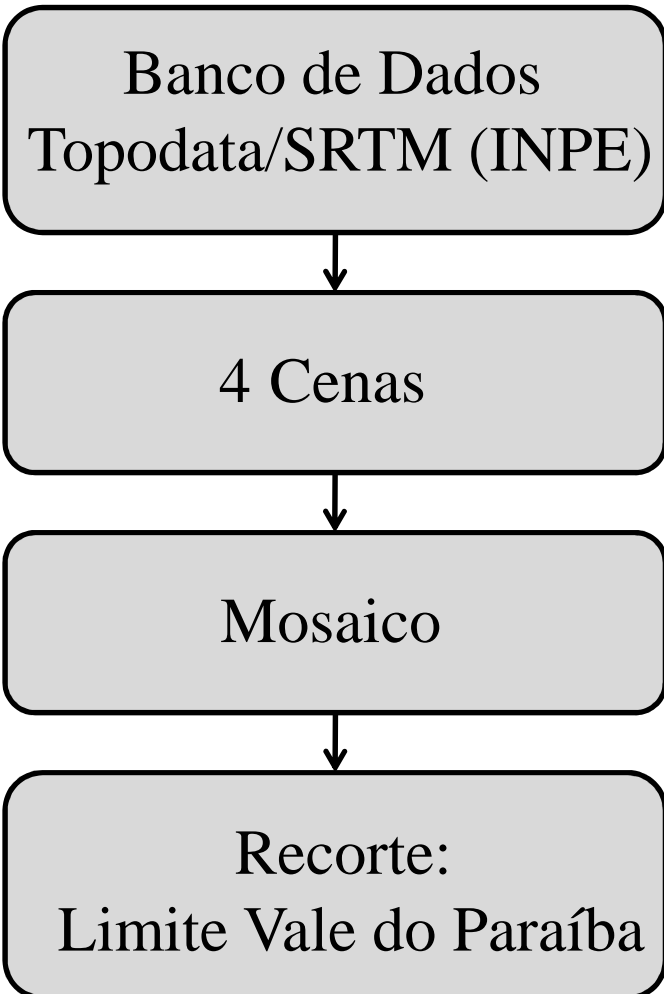 Banco de Dados
Topodata/SRTM (INPE)
4 Cenas
Mosaico
Recorte:
Limite Vale do Paraíba